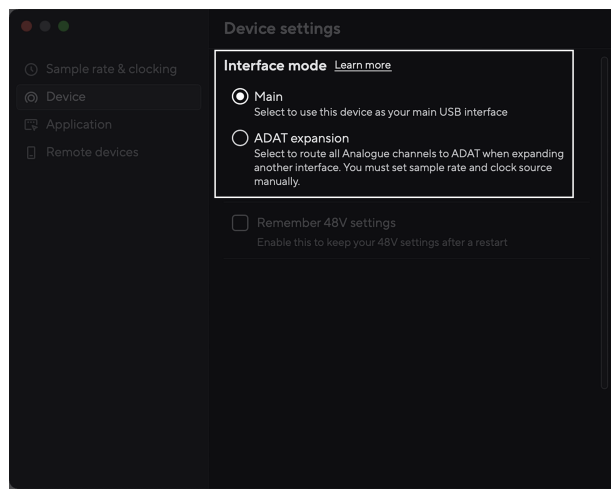 Device settings
Sample rate & clocking
Device
Application
Remote devices
Interface mode Learn more
Main
Select to use this device as your main USB interface
ADAT expansion
Select to route all Analogue channels to ADAT when expanding
another interface. You must set sample rate and clock source
manually.
Remember 48V settings
Enable this to keep your 48V settings after a restart